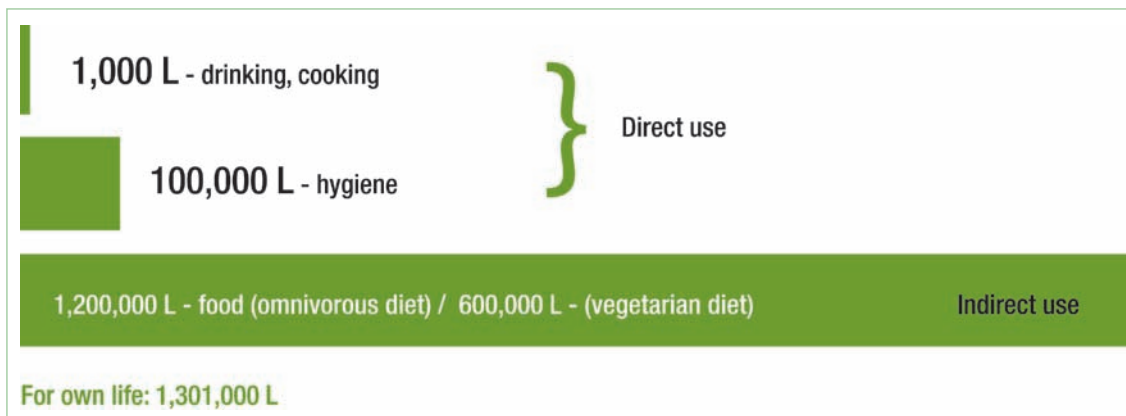 1,000 L - drinking, cooking
Direct use
100,000 L - hygiene
1,200,000 L - food (omnivorous diet) / 600,000 L - (vegetarian diet) Indirect use
For own life: 1,301,000 L